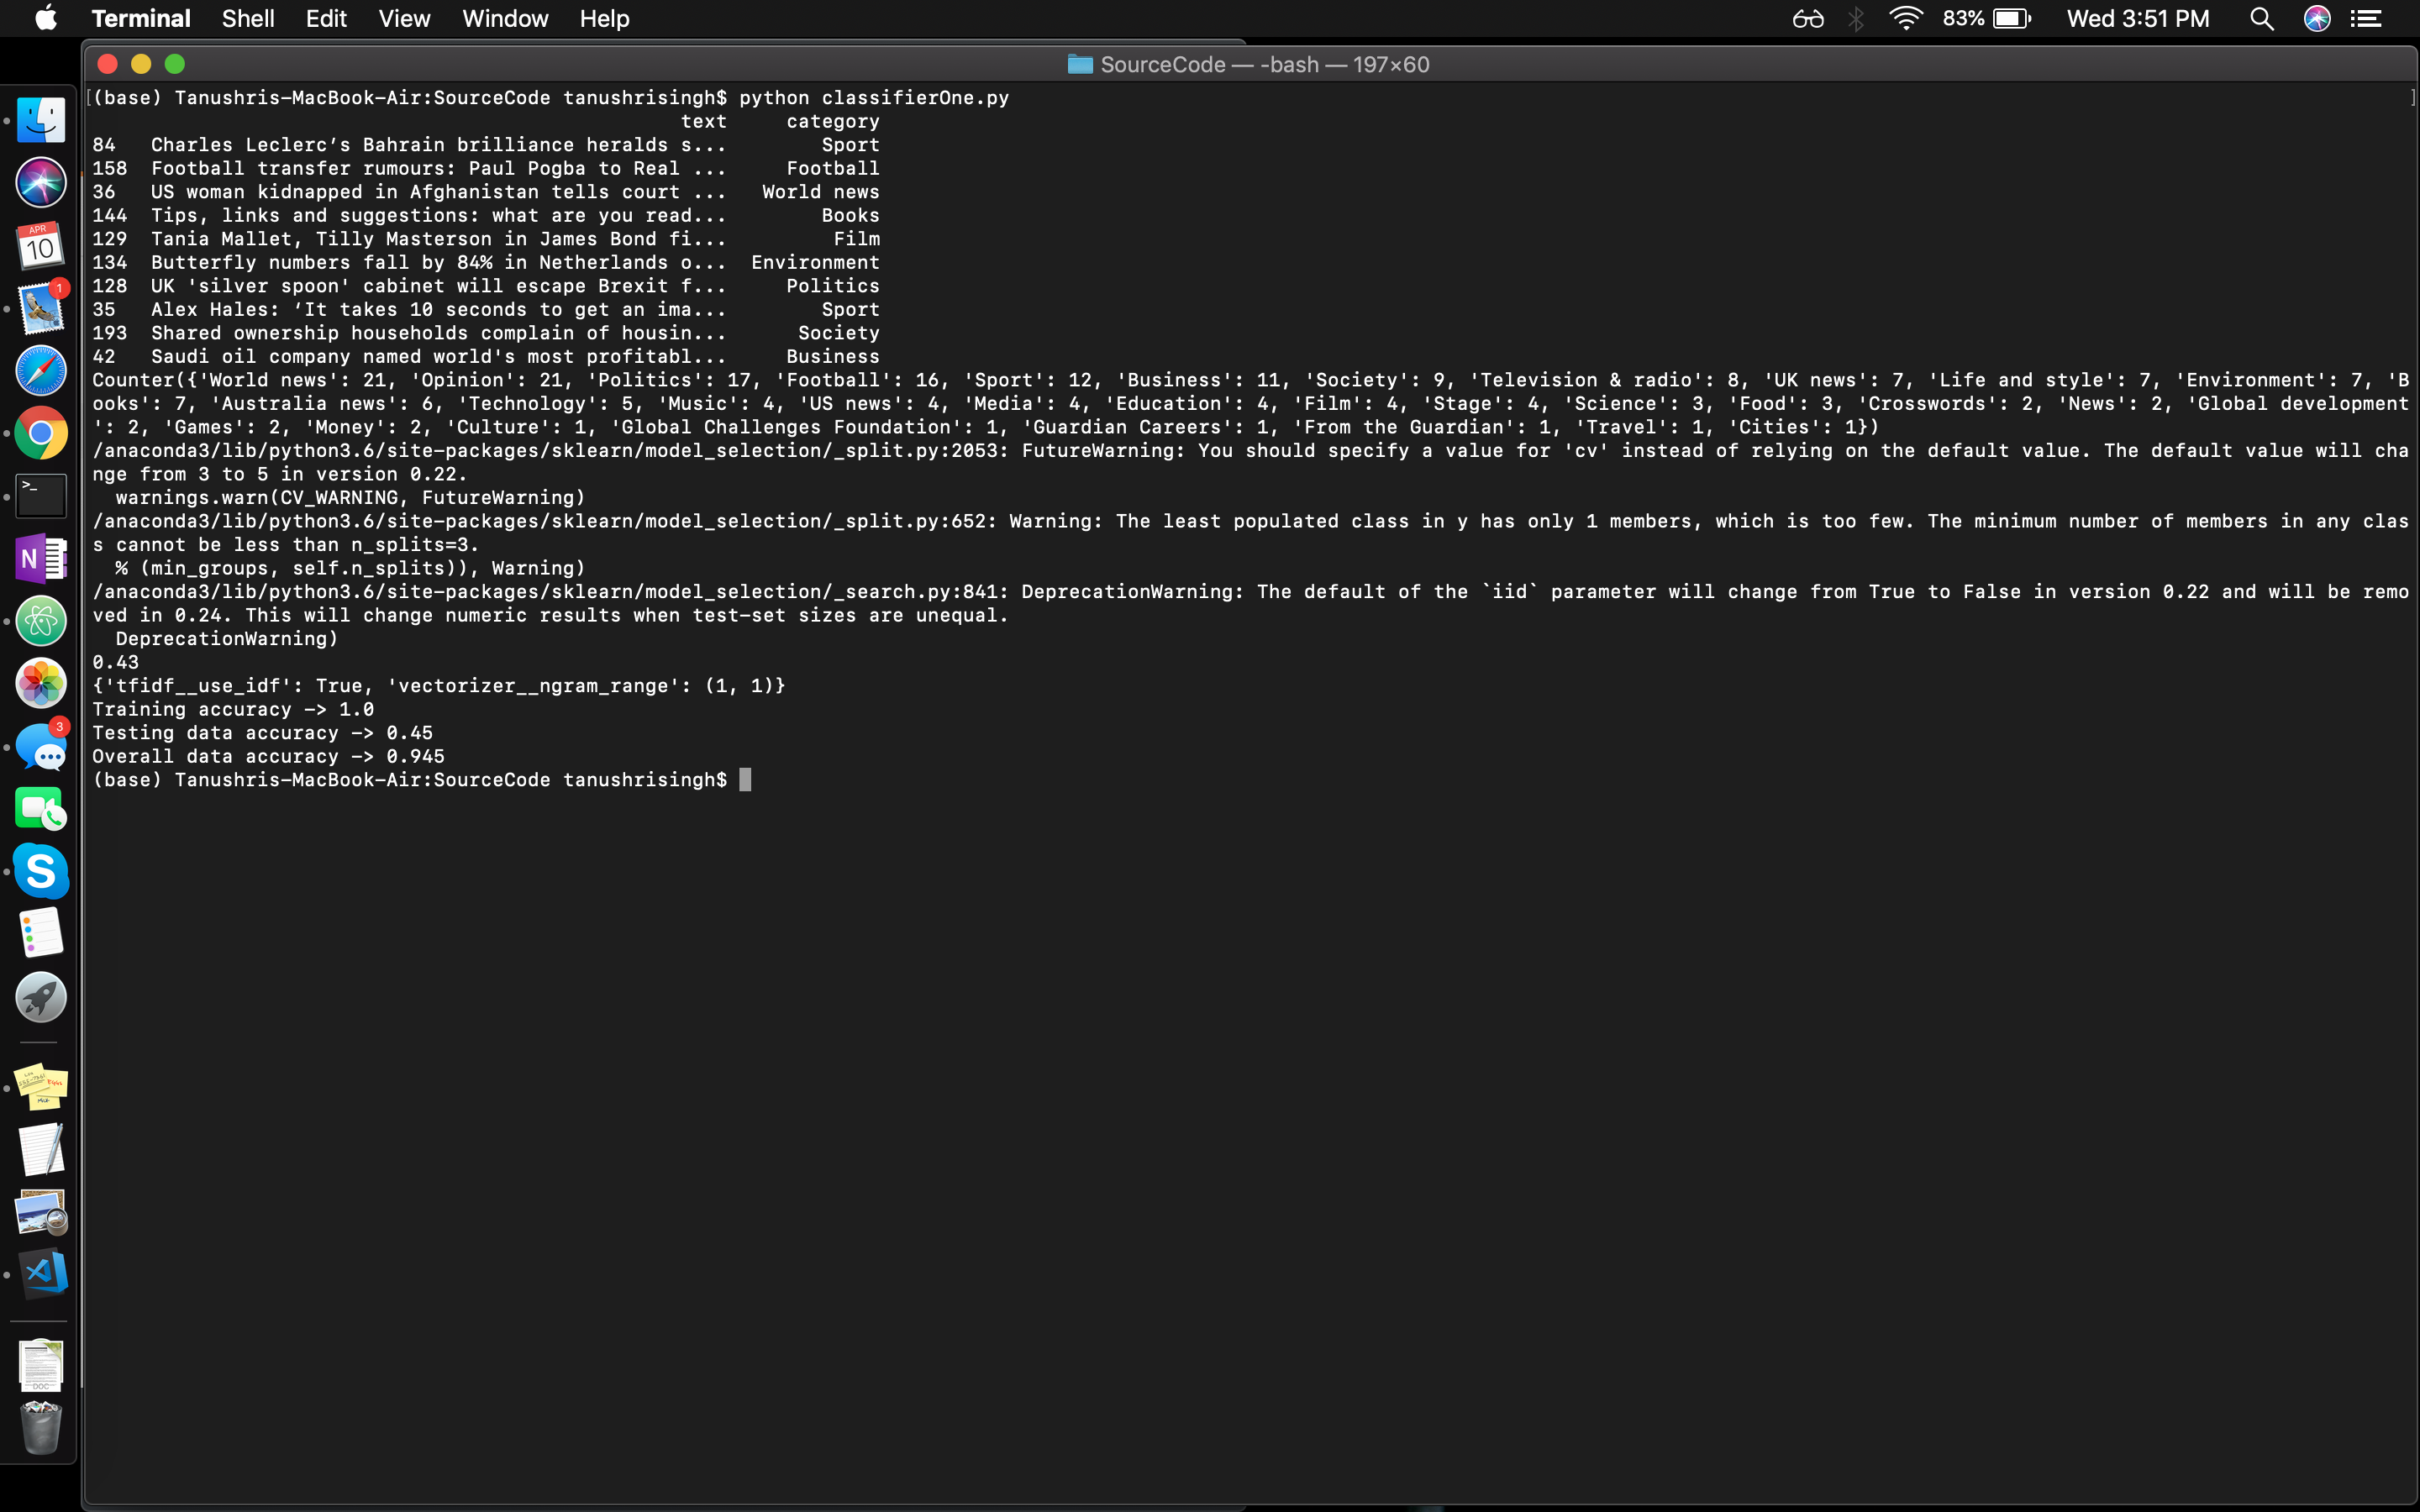 Terminal Shell Edit View Window Help 83% Wed 3:51 PM
SourceCode — -bash — 197×60
[(base) Tanushris-MacBook-Air:SourceCode tanushrisingh$ python classifierOne.py ]
text category
84 Charles Leclerc’s Bahrain brilliance heralds s... Sport
158 Football transfer rumours: Paul Pogba to Real ... Football
36 US woman kidnapped in Afghanistan tells court ... World news
144 Tips, links and suggestions: what are you read... Books
129 Tania Mallet, Tilly Masterson in James Bond fi... Film
134 Butterfly numbers fall by 84% in Netherlands o... Environment
128 UK 'silver spoon' cabinet will escape Brexit f... Politics
35 Alex Hales: ‘It takes 10 seconds to get an ima... Sport
193 Shared ownership households complain of housin... Society
42 Saudi oil company named world's most profitabl... Business
Counter({'World news': 21, 'Opinion': 21, 'Politics': 17, 'Football': 16, 'Sport': 12, 'Business': 11, 'Society': 9, 'Television & radio': 8, 'UK news': 7, 'Life and style': 7, 'Environment': 7, 'B
ooks': 7, 'Australia news': 6, 'Technology': 5, 'Music': 4, 'US news': 4, 'Media': 4, 'Education': 4, 'Film': 4, 'Stage': 4, 'Science': 3, 'Food': 3, 'Crosswords': 2, 'News': 2, 'Global development
': 2, 'Games': 2, 'Money': 2, 'Culture': 1, 'Global Challenges Foundation': 1, 'Guardian Careers': 1, 'From the Guardian': 1, 'Travel': 1, 'Cities': 1})
/anaconda3/lib/python3.6/site-packages/sklearn/model_selection/_split.py:2053: FutureWarning: You should specify a value for 'cv' instead of relying on the default value. The default value will cha
nge from 3 to 5 in version 0.22.
warnings.warn(CV_WARNING, FutureWarning)
/anaconda3/lib/python3.6/site-packages/sklearn/model_selection/_split.py:652: Warning: The least populated class in y has only 1 members, which is too few. The minimum number of members in any clas
s cannot be less than n_splits=3.
% (min_groups, self.n_splits)), Warning)
/anaconda3/lib/python3.6/site-packages/sklearn/model_selection/_search.py:841: DeprecationWarning: The default of the `iid` parameter will change from True to False in version 0.22 and will be remo
ved in 0.24. This will change numeric results when test-set sizes are unequal.
DeprecationWarning)
0.43
{'tfidf__use_idf': True, 'vectorizer__ngram_range': (1, 1)}
Training accuracy -> 1.0
Testing data accuracy -> 0.45
Overall data accuracy -> 0.945
(base) Tanushris-MacBook-Air:SourceCode tanushrisingh$
APR
10
1
>_
N
3
S
DOC